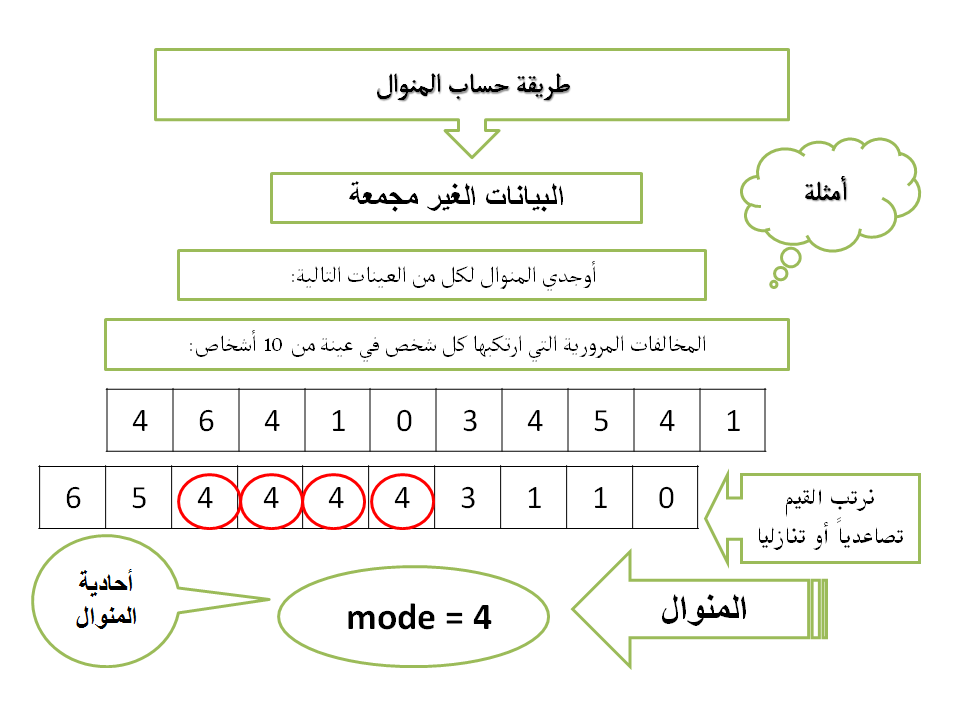 طريقة حساب المنوال
أمثلة
البيانات الغير مجمعة
أوجدي المنوال لكل من العينات التالية:
المخالفات المرورية التي ارتكبها كل شخص في عينة من 10 أشخاص:
4 6 4 1 0 3 4 5 4 1
6 5 4 4 4 4 3 1 1 0
نرتب القيم
تصاعدياً أو تنازليا
المنوال
mode = 4
أحادية
المنوال